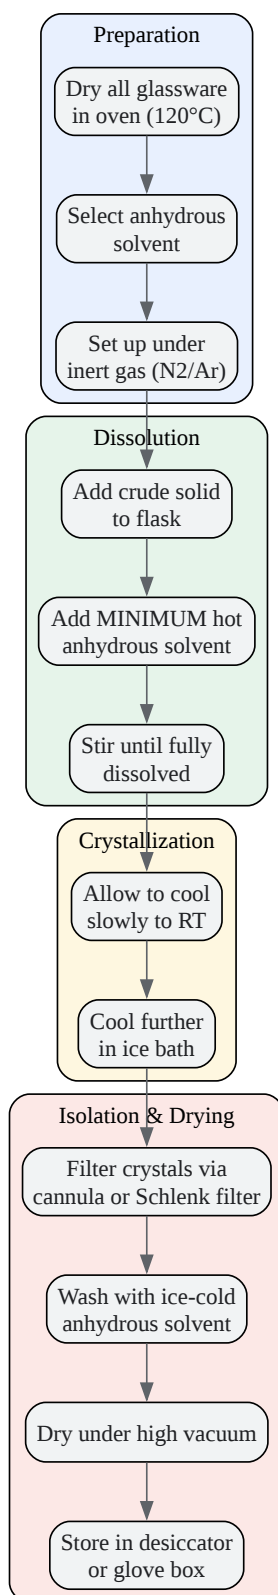 Preparation
Dry all glassware
in oven (120°C)
Select anhydrous
solvent
Set up under
inert gas (N2/Ar)
Dissolution
Add crude solid
to flask
Add MINIMUM hot
anhydrous solvent
Stir until fully
dissolved
Crystallization
Allow to cool
slowly to RT
Cool further
in ice bath
Isolation & Drying
Filter crystals via
cannula or Schlenk filter
Wash with ice-cold
anhydrous solvent
Dry under high vacuum
Store in desiccator
or glove box